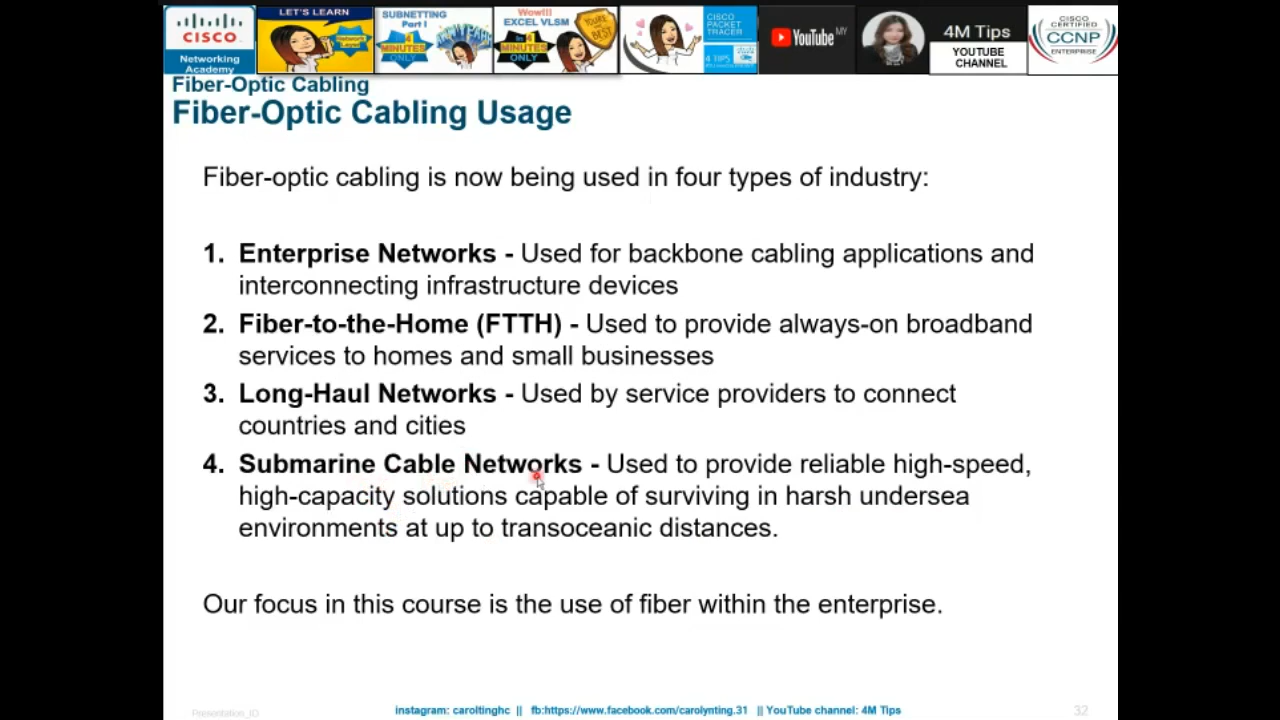 CISCO
Networking
Academy
LET'S LEARN
SUBNETTING
Part I
4
MINUTES
ONLY
Wow!!!
EXCEL VLSM
In 4
MINUTES
ONLY
YOU'RE
BEST
CISCO
PACKET
TRACER
4 TIPS
YouTube MY
4M Tips
YOUTUBE
CHANNEL
CISCO
CERTIFIED
CCNP
ENTERPRISE
Fiber-Optic Cabling
Fiber-Optic Cabling Usage
Fiber-optic cabling is now being used in four types of industry:
1. Enterprise Networks - Used for backbone cabling applications and
interconnecting infrastructure devices
2. Fiber-to-the-Home (FTTH) - Used to provide always-on broadband
services to homes and small businesses
3. Long-Haul Networks - Used by service providers to connect
countries and cities
4. Submarine Cable Networks - Used to provide reliable high-speed,
high-capacity solutions capable of surviving in harsh undersea
environments at up to transoceanic distances.
Our focus in this course is the use of fiber within the enterprise.
Presentation_ID
instagram: caroltinghc || fb:https://www.facebook.com/carolynting.31 || YouTube channel: 4M Tips
32